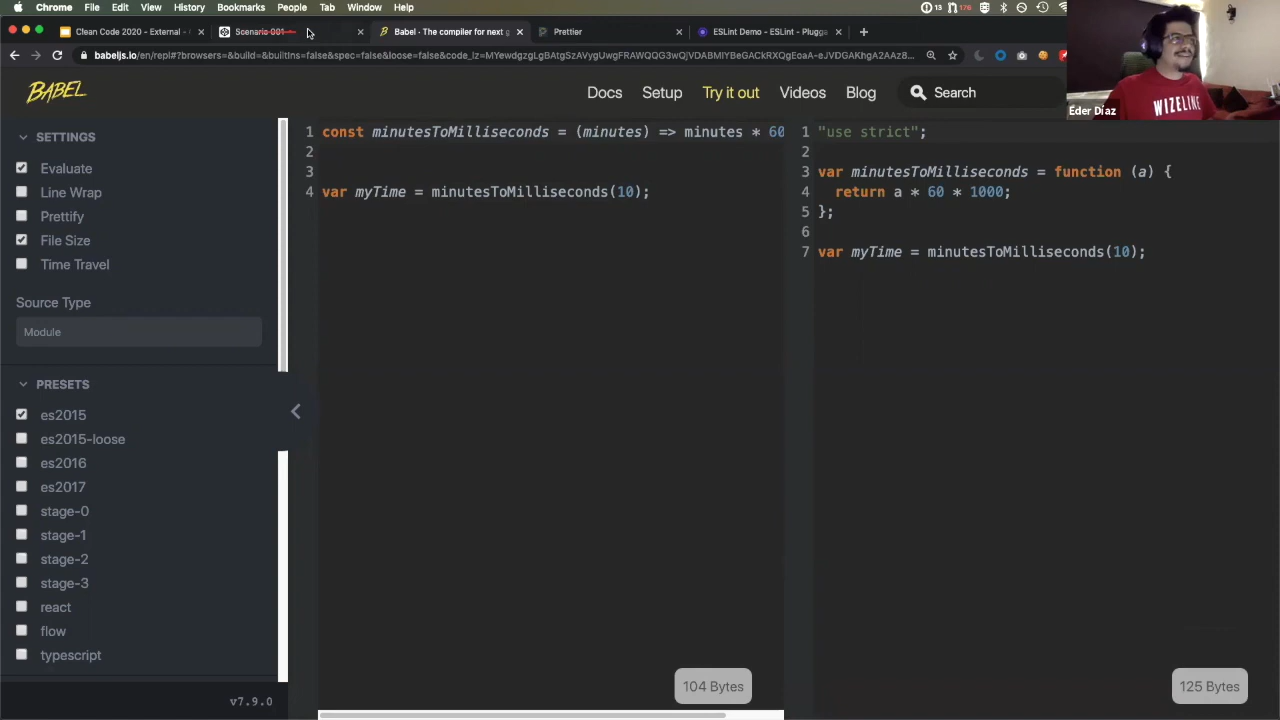 Chrome File Edit View History Bookmarks People Tab Window Help 13 176
Clean Code 2020 - External - Scenario 001 Babel · The compiler for next g Prettier ESLint Demo - ESLint - Plugga
babeljs.io/en/repl#?browsers=&build=&builtIns=false&spec=false&loose=false&code_lz=
BABEL Docs Setup Try it out Videos Blog Search
WIZELINE
Éder Díaz
SETTINGS
Evaluate
Line Wrap
Prettify
File Size
Time Travel
Source Type
Module
PRESETS
es2015
es2015-loose
es2016
es2017
stage-0
stage-1
stage-2
stage-3
react
flow
typescript
v7.9.0
1 const minutesToMilliseconds = (minutes) => minutes * 60
2
3
4 var myTime = minutesToMilliseconds(10);
104 Bytes
1 "use strict";
2
3 var minutesToMilliseconds = function (a) {
4 return a * 60 * 1000;
5 };
6
7 var myTime = minutesToMilliseconds(10);
125 Bytes